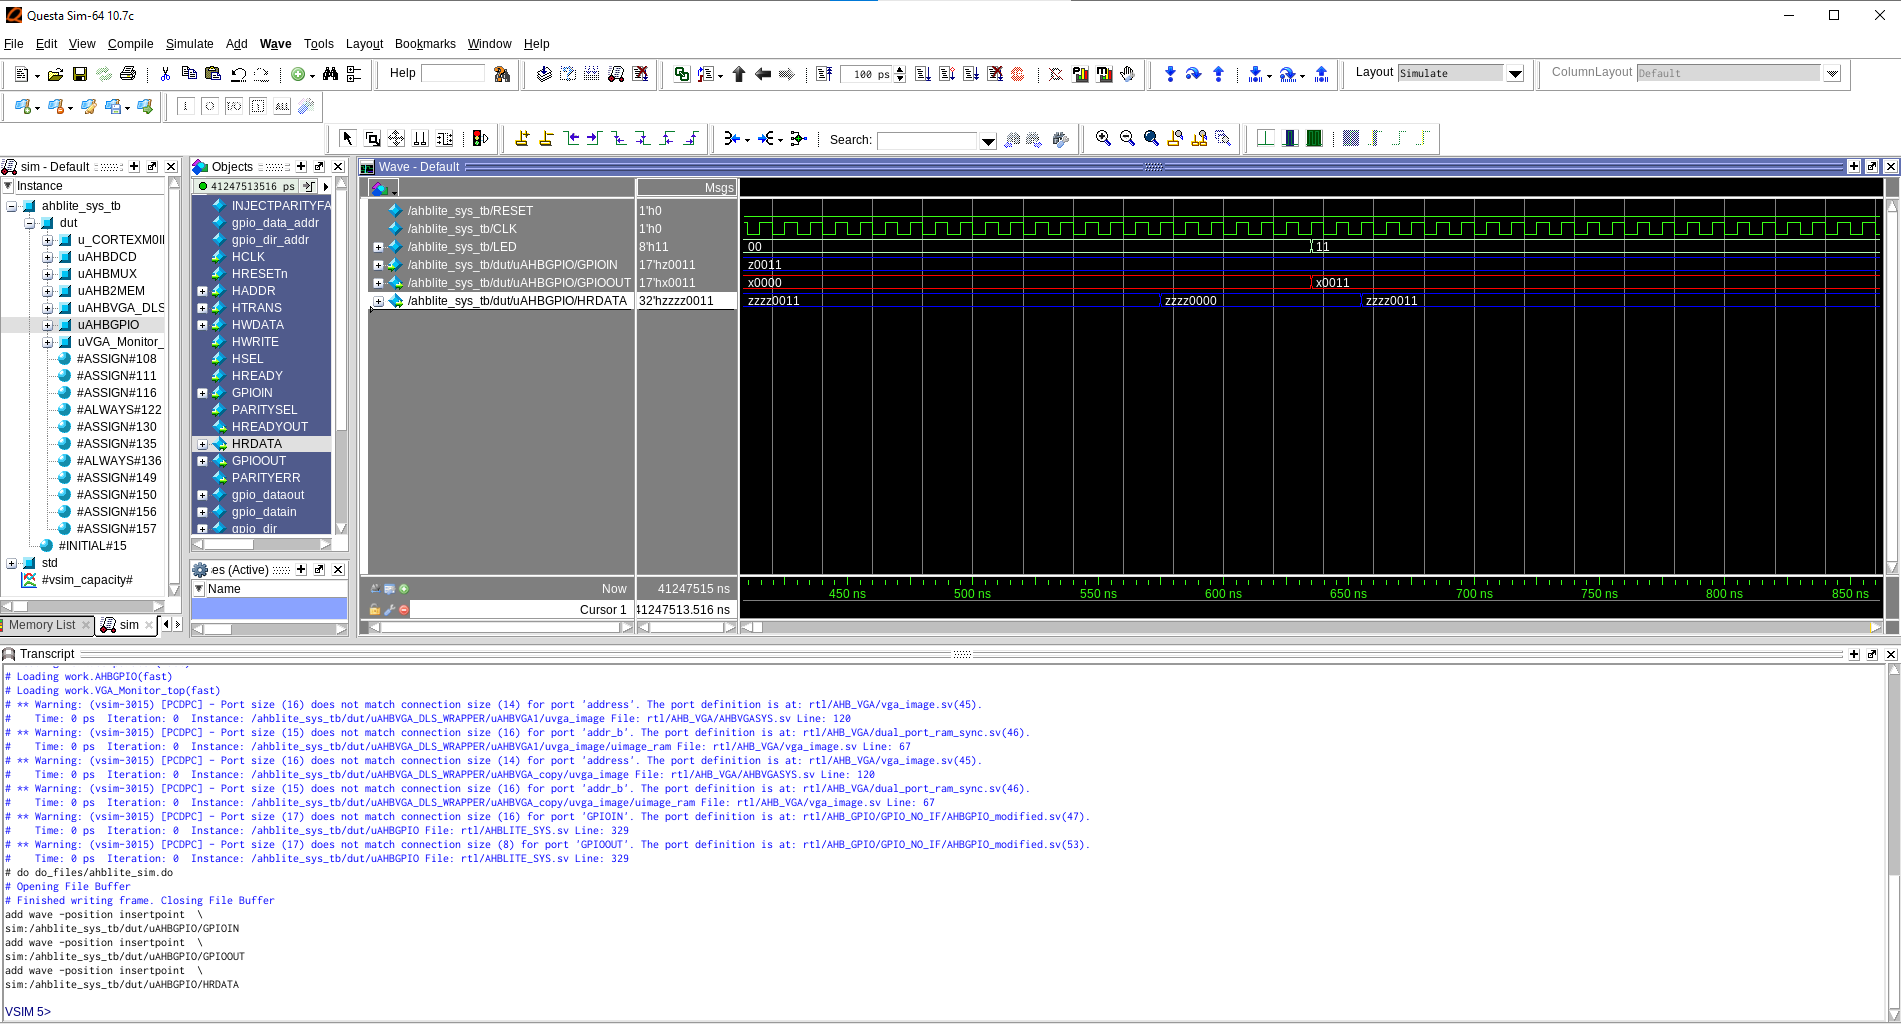 Questa Sim-64 10.7c
File Edit View Compile Simulate Add Wave Tools Layout Bookmarks Window Help
Help
100 ps
Layout Simulate
ColumnLayout Default
Search:
sim - Default
Instance
ahblite_sys_tb
dut
u_CORTEXM0I
uAHBDCD
uAHBMUX
uAHB2MEM
uAHBVGA_DLS
uAHBGPIO
uVGA_Monitor_
#ASSIGN#108
#ASSIGN#111
#ASSIGN#116
#ALWAYS#122
#ASSIGN#130
#ASSIGN#135
#ALWAYS#136
#ASSIGN#149
#ASSIGN#150
#ASSIGN#156
#ASSIGN#157
#INITIAL#15
std
#vsim_capacity#
Memory List
sim
Objects
41247513516 ps
INJECTPARITYFA
gpio_data_addr
gpio_dir_addr
HCLK
HRESETn
HADDR
HTRANS
HWDATA
HWRITE
HSEL
HREADY
GPIOIN
PARITYSEL
HREADYOUT
HRDATA
GPIOOUT
PARITYERR
gpio_dataout
gpio_datain
gpio_dir
es (Active)
Name
Wave - Default
Msgs
/ahblite_sys_tb/RESET 1'h0
/ahblite_sys_tb/CLK 1'h0
/ahblite_sys_tb/LED 8'h11 00 11
/ahblite_sys_tb/dut/uAHBGPIO/GPIOIN 17'hz0011 z0011
/ahblite_sys_tb/dut/uAHBGPIO/GPIOOUT 17'hx0011 x0000 x0011
/ahblite_sys_tb/dut/uAHBGPIO/HRDATA 32'hzzzz0011 zzzz0011 zzzz0000 zzzz0011
Now 41247515 ns
450 ns 500 ns 550 ns 600 ns 650 ns 700 ns 750 ns 800 ns 850 ns
Cursor 1 41247513.516 ns
Transcript
# Loading work.AHBGPIO(fast)
# Loading work.VGA_Monitor_top(fast)
# ** Warning: (vsim-3015) [PCDPC] - Port size (16) does not match connection size (14) for port 'address'. The port definition is at: rtl/AHB_VGA/vga_image.sv(45).
#    Time: 0 ps  Iteration: 0  Instance: /ahblite_sys_tb/dut/uAHBVGA_DLS_WRAPPER/uAHBVGA1/uvga_image File: rtl/AHB_VGA/AHBVGASYS.sv Line: 120
# ** Warning: (vsim-3015) [PCDPC] - Port size (15) does not match connection size (16) for port 'addr_b'. The port definition is at: rtl/AHB_VGA/dual_port_ram_sync.sv(46).
#    Time: 0 ps  Iteration: 0  Instance: /ahblite_sys_tb/dut/uAHBVGA_DLS_WRAPPER/uAHBVGA1/uvga_image/uimage_ram File: rtl/AHB_VGA/vga_image.sv Line: 67
# ** Warning: (vsim-3015) [PCDPC] - Port size (16) does not match connection size (14) for port 'address'. The port definition is at: rtl/AHB_VGA/vga_image.sv(45).
#    Time: 0 ps  Iteration: 0  Instance: /ahblite_sys_tb/dut/uAHBVGA_DLS_WRAPPER/uAHBVGA_copy/uvga_image File: rtl/AHB_VGA/AHBVGASYS.sv Line: 120
# ** Warning: (vsim-3015) [PCDPC] - Port size (15) does not match connection size (16) for port 'addr_b'. The port definition is at: rtl/AHB_VGA/dual_port_ram_sync.sv(46).
#    Time: 0 ps  Iteration: 0  Instance: /ahblite_sys_tb/dut/uAHBVGA_DLS_WRAPPER/uAHBVGA_copy/uvga_image/uimage_ram File: rtl/AHB_VGA/vga_image.sv Line: 67
# ** Warning: (vsim-3015) [PCDPC] - Port size (17) does not match connection size (16) for port 'GPIOIN'. The port definition is at: rtl/AHB_GPIO/GPIO_NO_IF/AHBGPIO_modified.sv(47).
#    Time: 0 ps  Iteration: 0  Instance: /ahblite_sys_tb/dut/uAHBGPIO File: rtl/AHBLITE_SYS.sv Line: 329
# ** Warning: (vsim-3015) [PCDPC] - Port size (17) does not match connection size (8) for port 'GPIOOUT'. The port definition is at: rtl/AHB_GPIO/GPIO_NO_IF/AHBGPIO_modified.sv(53).
#    Time: 0 ps  Iteration: 0  Instance: /ahblite_sys_tb/dut/uAHBGPIO File: rtl/AHBLITE_SYS.sv Line: 329
# do do_files/ahblite_sim.do
# Opening File Buffer
# Finished writing frame. Closing File Buffer
add wave -position insertpoint  \
sim:/ahblite_sys_tb/dut/uAHBGPIO/GPIOIN
add wave -position insertpoint  \
sim:/ahblite_sys_tb/dut/uAHBGPIO/GPIOOUT
add wave -position insertpoint  \
sim:/ahblite_sys_tb/dut/uAHBGPIO/HRDATA
VSIM 5>